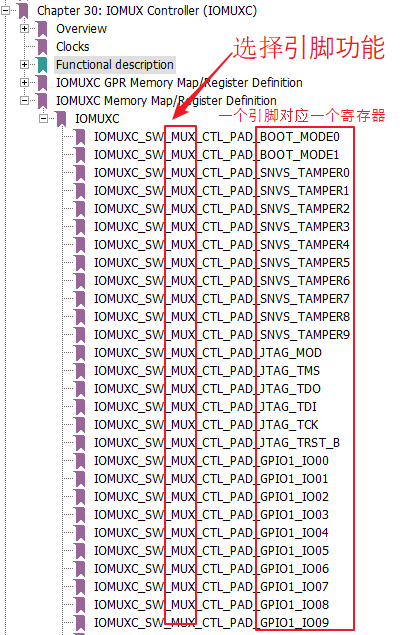 Chapter 30: IOMUX Controller (IOMUXC)
Overview
Clocks
Functional description
IOMUXC GPR Memory Map/Register Definition
IOMUXC Memory Map/Register Definition
IOMUXC
选择引脚功能
一个引脚对应一个寄存器
IOMUXC_SW_MUX_CTL_PAD_BOOT_MODE0
IOMUXC_SW_MUX_CTL_PAD_BOOT_MODE1
IOMUXC_SW_MUX_CTL_PAD_SNVS_TAMPER0
IOMUXC_SW_MUX_CTL_PAD_SNVS_TAMPER1
IOMUXC_SW_MUX_CTL_PAD_SNVS_TAMPER2
IOMUXC_SW_MUX_CTL_PAD_SNVS_TAMPER3
IOMUXC_SW_MUX_CTL_PAD_SNVS_TAMPER4
IOMUXC_SW_MUX_CTL_PAD_SNVS_TAMPER5
IOMUXC_SW_MUX_CTL_PAD_SNVS_TAMPER6
IOMUXC_SW_MUX_CTL_PAD_SNVS_TAMPER7
IOMUXC_SW_MUX_CTL_PAD_SNVS_TAMPER8
IOMUXC_SW_MUX_CTL_PAD_SNVS_TAMPER9
IOMUXC_SW_MUX_CTL_PAD_JTAG_MOD
IOMUXC_SW_MUX_CTL_PAD_JTAG_TMS
IOMUXC_SW_MUX_CTL_PAD_JTAG_TDO
IOMUXC_SW_MUX_CTL_PAD_JTAG_TDI
IOMUXC_SW_MUX_CTL_PAD_JTAG_TCK
IOMUXC_SW_MUX_CTL_PAD_JTAG_TRST_B
IOMUXC_SW_MUX_CTL_PAD_GPIO1_IO00
IOMUXC_SW_MUX_CTL_PAD_GPIO1_IO01
IOMUXC_SW_MUX_CTL_PAD_GPIO1_IO02
IOMUXC_SW_MUX_CTL_PAD_GPIO1_IO03
IOMUXC_SW_MUX_CTL_PAD_GPIO1_IO04
IOMUXC_SW_MUX_CTL_PAD_GPIO1_IO05
IOMUXC_SW_MUX_CTL_PAD_GPIO1_IO06
IOMUXC_SW_MUX_CTL_PAD_GPIO1_IO07
IOMUXC_SW_MUX_CTL_PAD_GPIO1_IO08
IOMUXC_SW_MUX_CTL_PAD_GPIO1_IO09